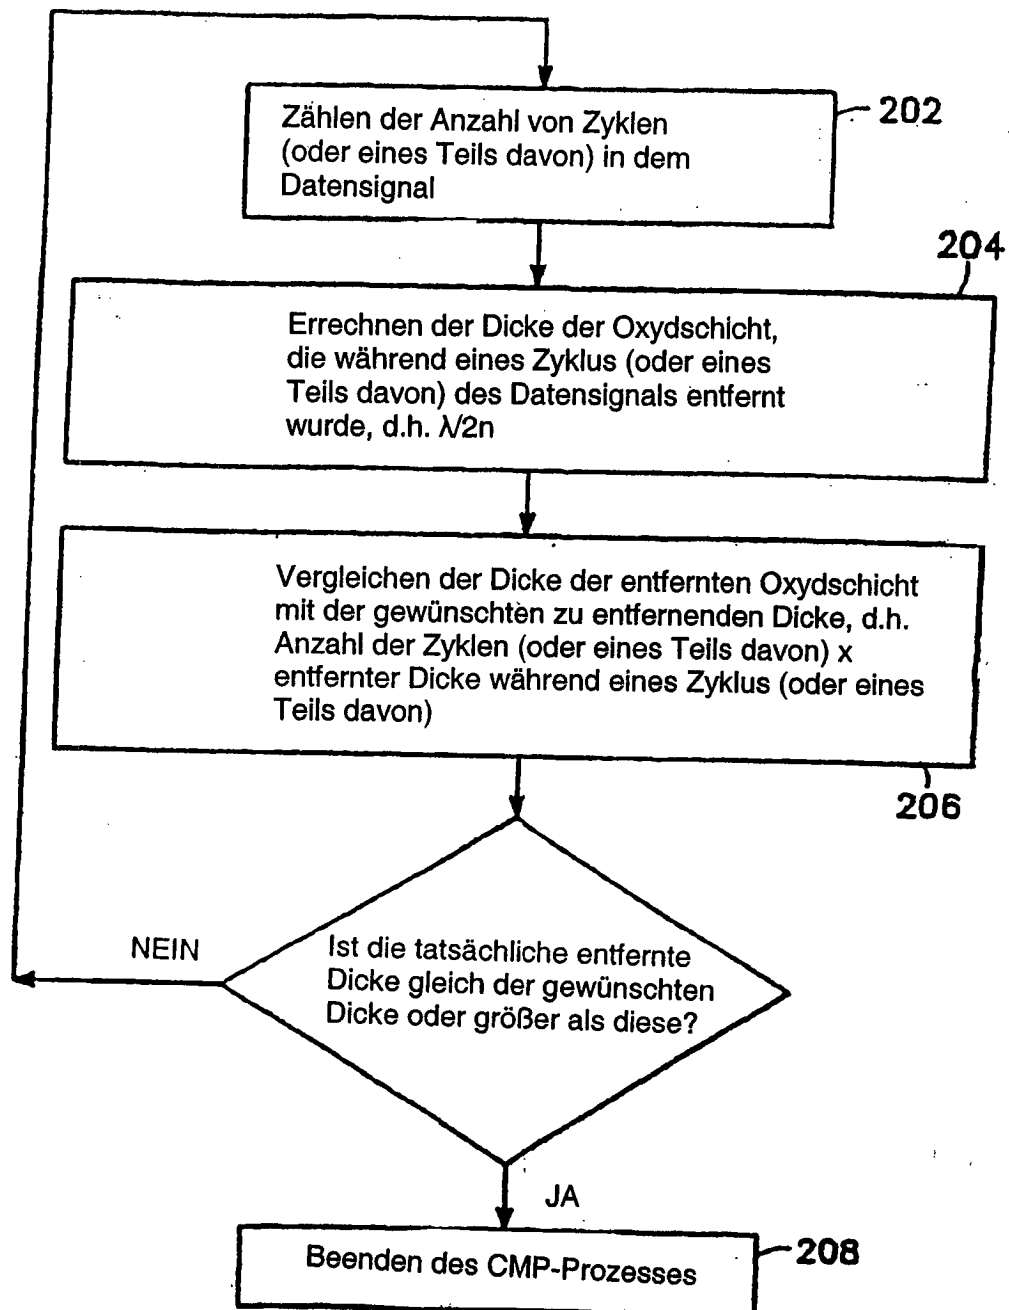 Zählen der Anzahl von Zyklen
(oder eines Teils davon) in dem
Datensignal
202
204
Errechnen der Dicke der Oxydschicht,
die während eines Zyklus (oder eines
Teils davon) des Datensignals entfernt
wurde, d.h. λ/2n
Vergleichen der Dicke der entfernten Oxydschicht
mit der gewünschten zu entfernenden Dicke, d.h.
Anzahl der Zyklen (oder eines Teils davon) x
entfernter Dicke während eines Zyklus (oder eines
Teils davon)
206
NEIN
Ist die tatsächliche entfernte
Dicke gleich der gewünschten
Dicke oder größer als diese?
JA
Beenden des CMP-Prozesses
208